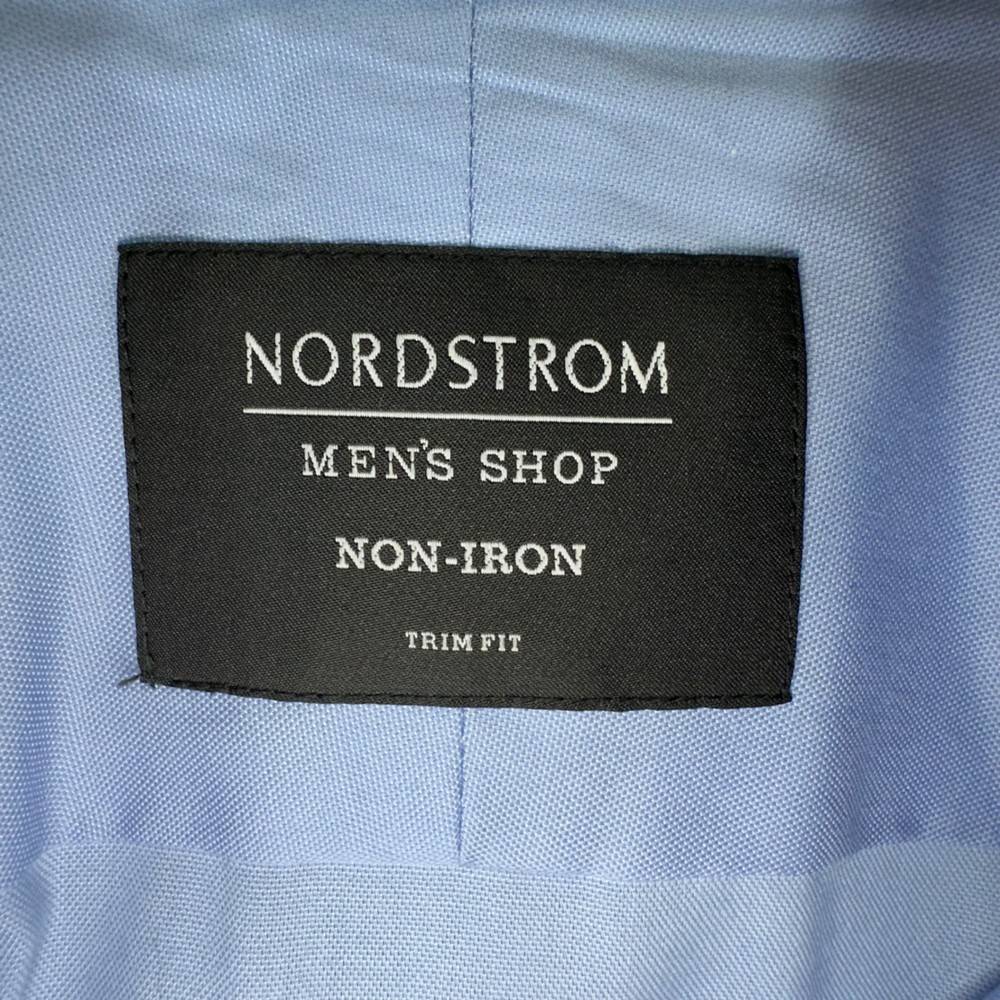 NORDSTROM
MEN'S SHOP
NON-IRON
TRIM FIT